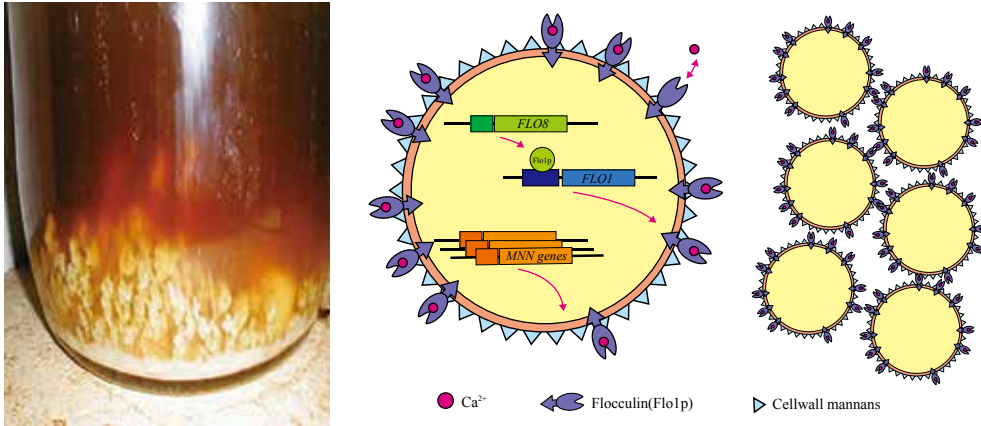 FLO8
Flo1p
FLO1
MNN genes
Ca²⁺
Flocculin(Flo1p)
Cellwall mannans